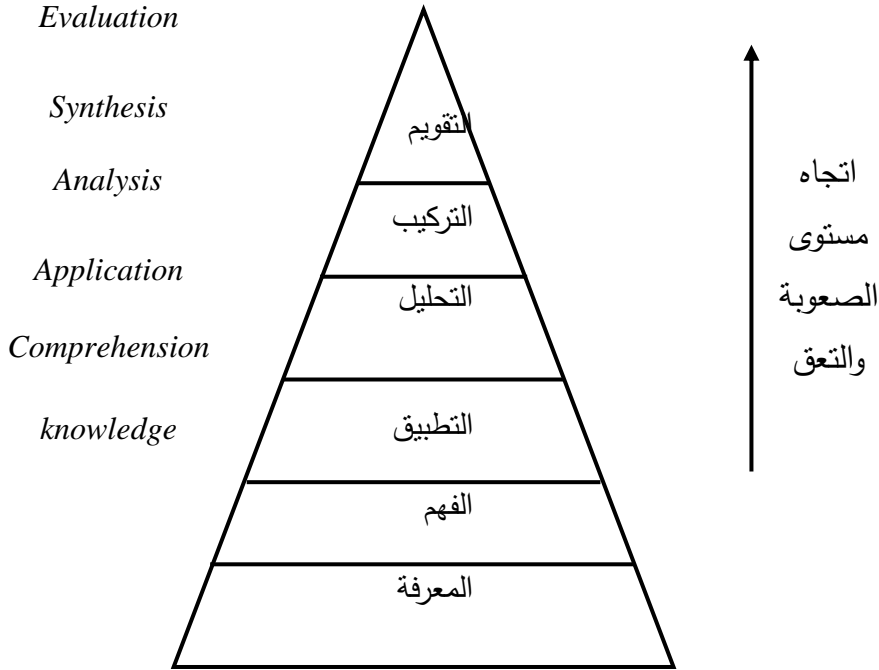 Evaluation
Synthesis
Analysis
Application
Comprehension
knowledge
التقويم
التركيب
التحليل
التطبيق
الفهم
المعرفة
اتجاه
مستوى
الصعوبة
والتعق